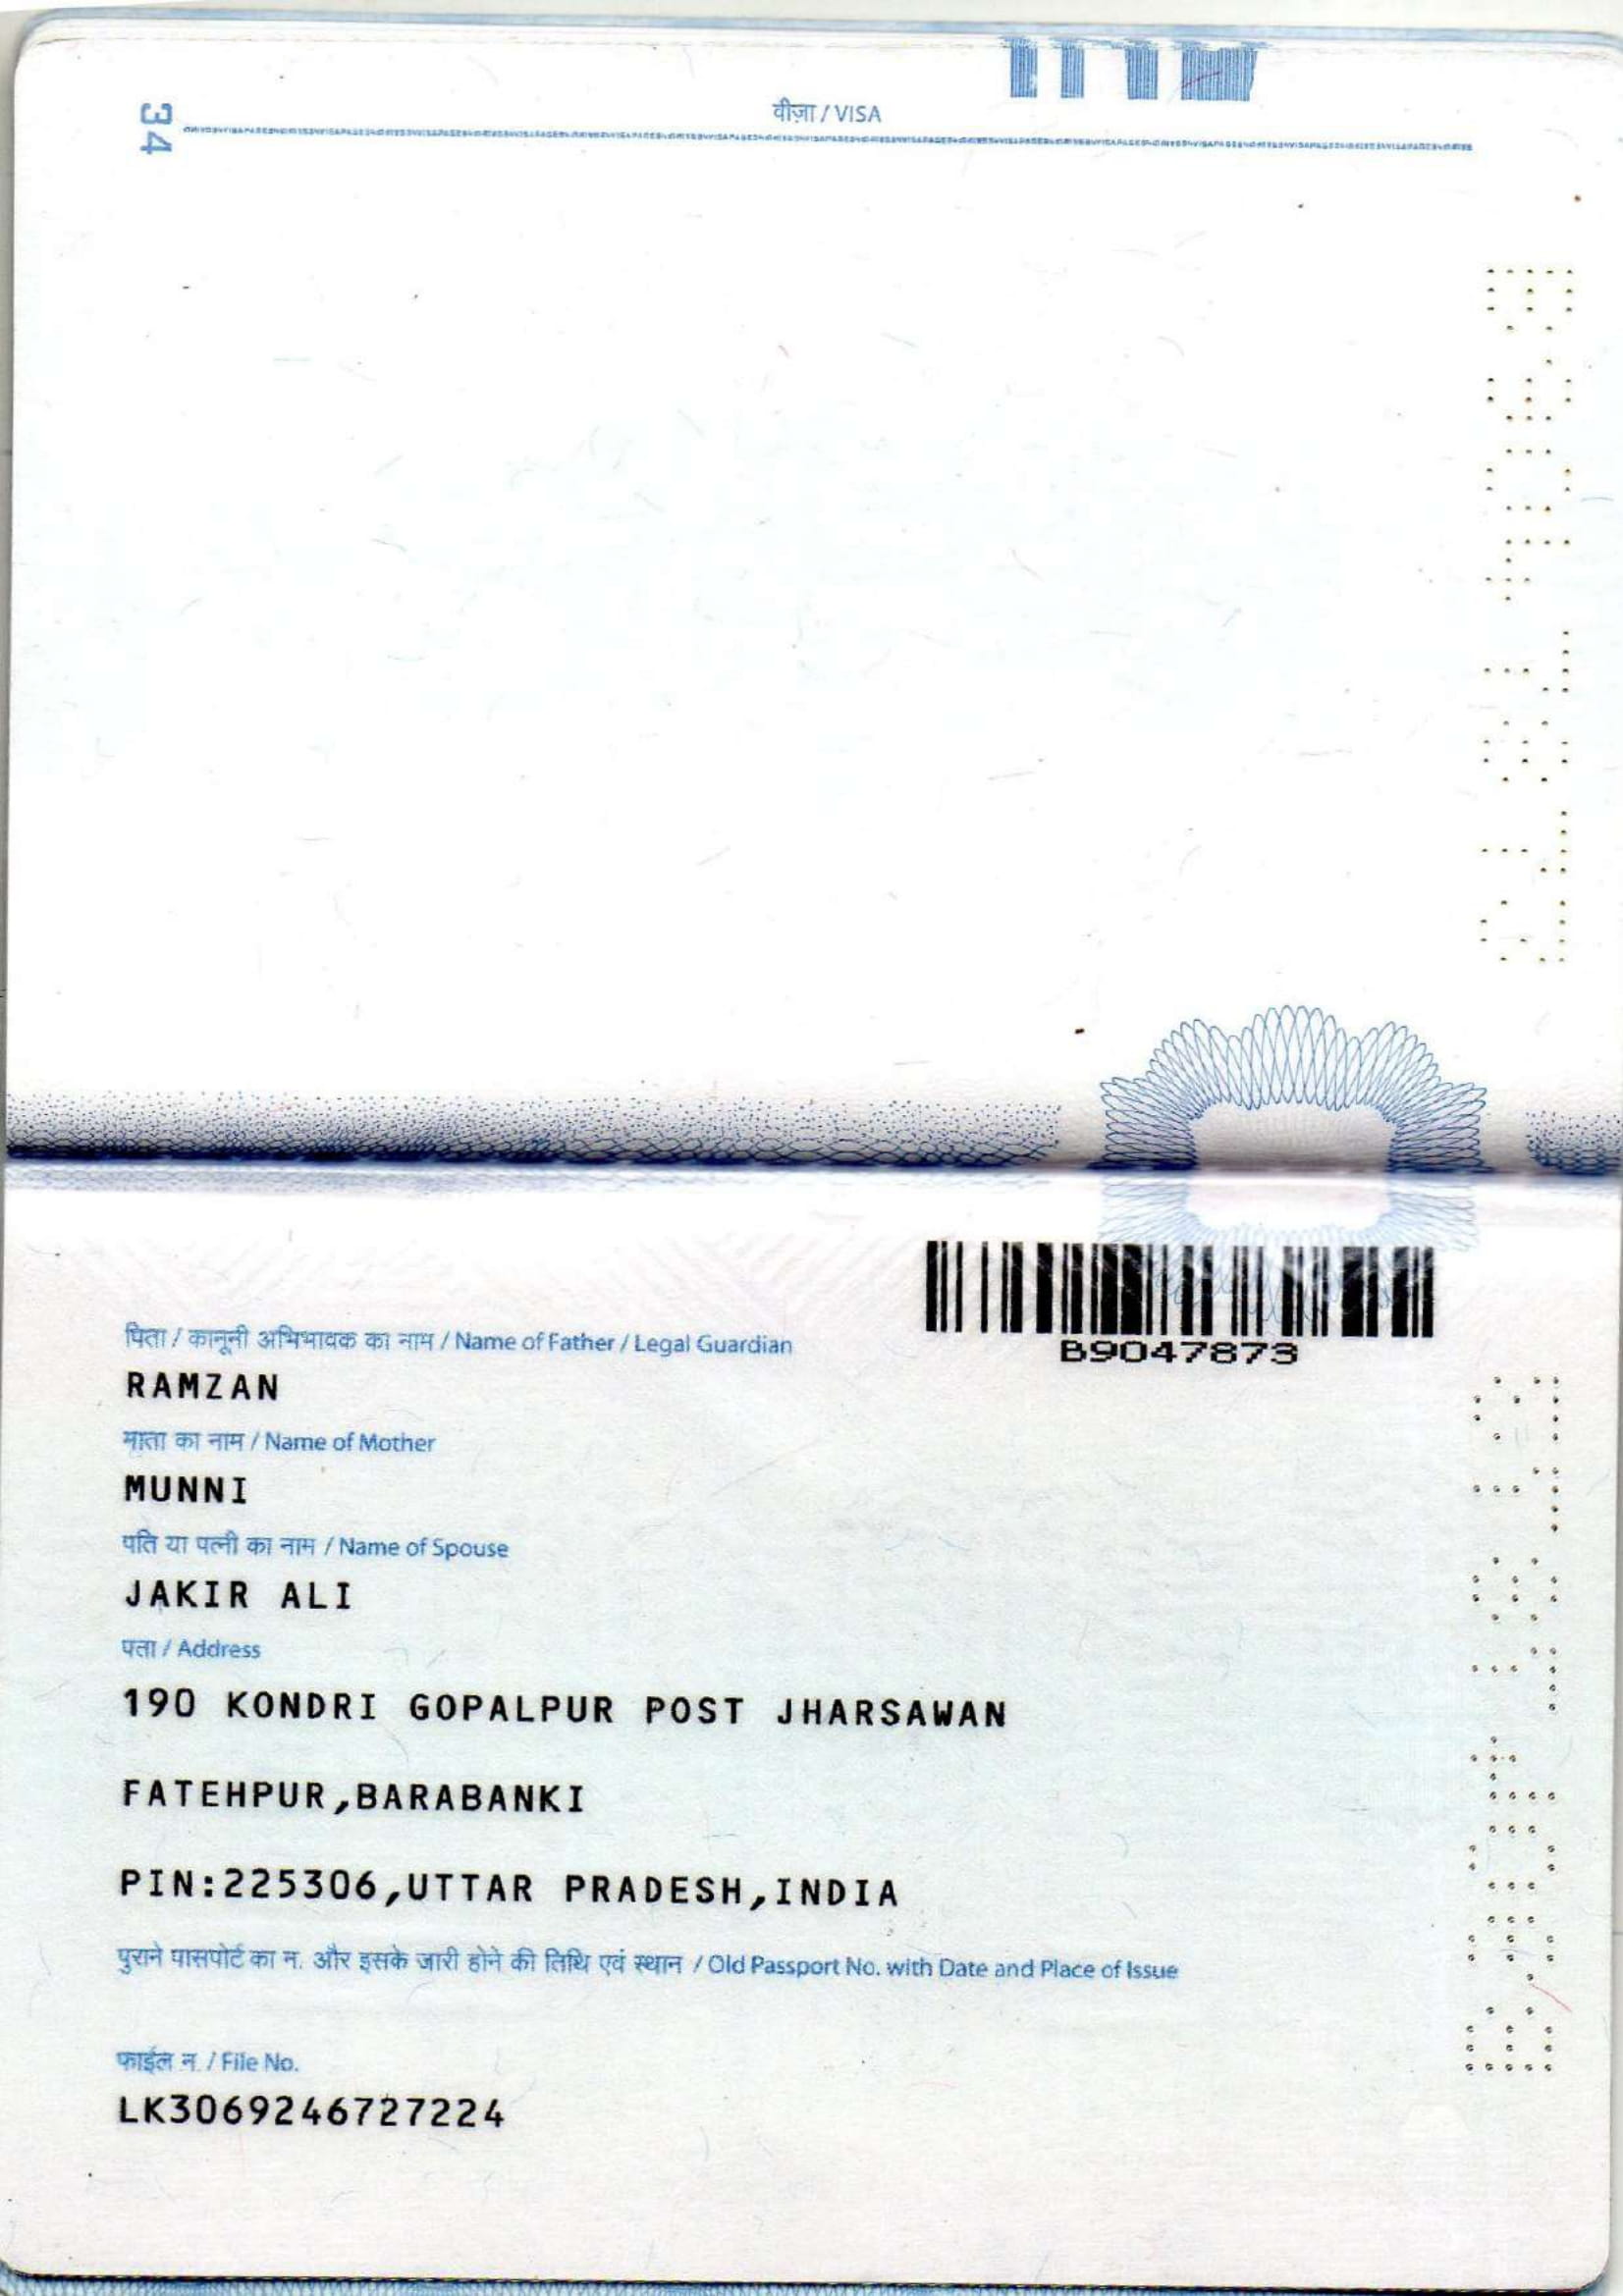 34
वीज़ा / VISA
B9047873
पिता / कानूनी अभिभावक का नाम / Name of Father / Legal Guardian
RAMZAN
माता का नाम / Name of Mother
MUNNI
पति या पत्नी का नाम / Name of Spouse
JAKIR ALI
पता / Address
190 KONDRI GOPALPUR POST JHARSAWAN
FATEHPUR,BARABANKI
PIN:225306,UTTAR PRADESH,INDIA
पुराने पासपोर्ट का न. और इसके जारी होने की तिथि एवं स्थान / Old Passport No. with Date and Place of Issue
फाईल न. / File No.
LK3069246727224
B9047873
B9047873